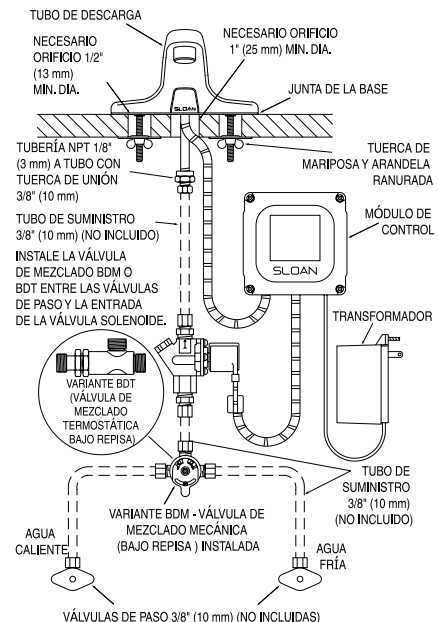 TUBO DE DESCARGA
NECESARIO
ORIFICIO 1/2"
(13 mm)
MIN. DIA.
NECESARIO ORIFICIO
1" (25 mm) MIN. DIA.
JUNTA DE LA BASE
SLOAN
TUBERÍA NPT 1/8"
(3 mm) A TUBO CON
TUERCA DE UNIÓN
3/8" (10 mm)
TUERCA DE
MARIPOSA Y ARANDELA
RANURADA
TUBO DE SUMINISTRO
3/8" (10 mm) (NO INCLUIDO)
MÓDULO DE
CONTROL
SLOAN
INSTALE LA VÁLVULA
DE MEZCLADO BDM O
BDT ENTRE LAS VÁLVULAS
DE PASO Y LA ENTRADA
DE LA VÁLVULA SOLENOIDE.
TRANSFORMADOR
VARIANTE BDT
(VÁLVULA DE
MEZCLADO
TERMOSTÁTICA
BAJO REPISA)
TUBO DE
SUMINISTRO
3/8" (10 mm)
(NO INCLUIDO)
VARIANTE BDM - VÁLVULA DE
MEZCLADO MECÁNICA
(BAJO REPISA ) INSTALADA
AGUA
CALIENTE
AGUA
FRÍA
VÁLVULAS DE PASO 3/8" (10 mm) (NO INCLUIDAS)